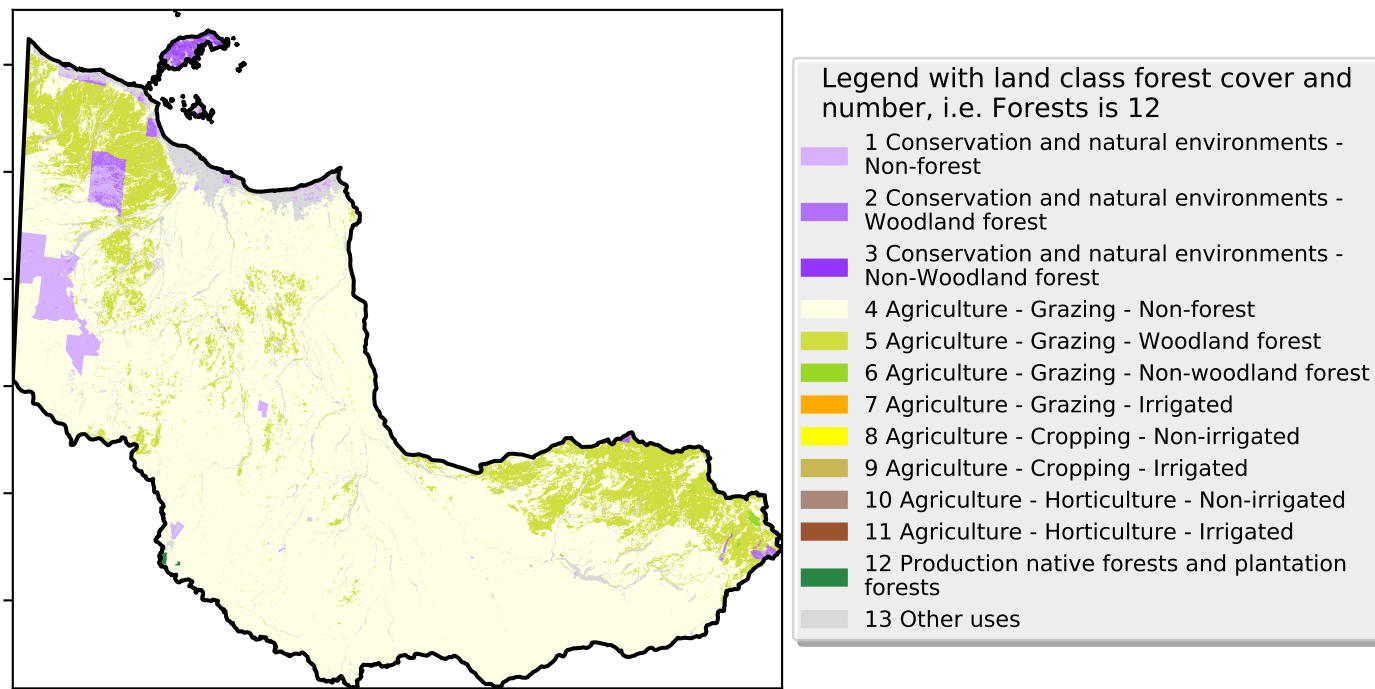 Legend with land class forest cover and
number, i.e. Forests is 12
1 Conservation and natural environments -
Non-forest
2 Conservation and natural environments -
Woodland forest
3 Conservation and natural environments -
Non-Woodland forest
4 Agriculture - Grazing - Non-forest
5 Agriculture - Grazing - Woodland forest
6 Agriculture - Grazing - Non-woodland forest
7 Agriculture - Grazing - Irrigated
8 Agriculture - Cropping - Non-irrigated
9 Agriculture - Cropping - Irrigated
10 Agriculture - Horticulture - Non-irrigated
11 Agriculture - Horticulture - Irrigated
12 Production native forests and plantation
forests
13 Other uses